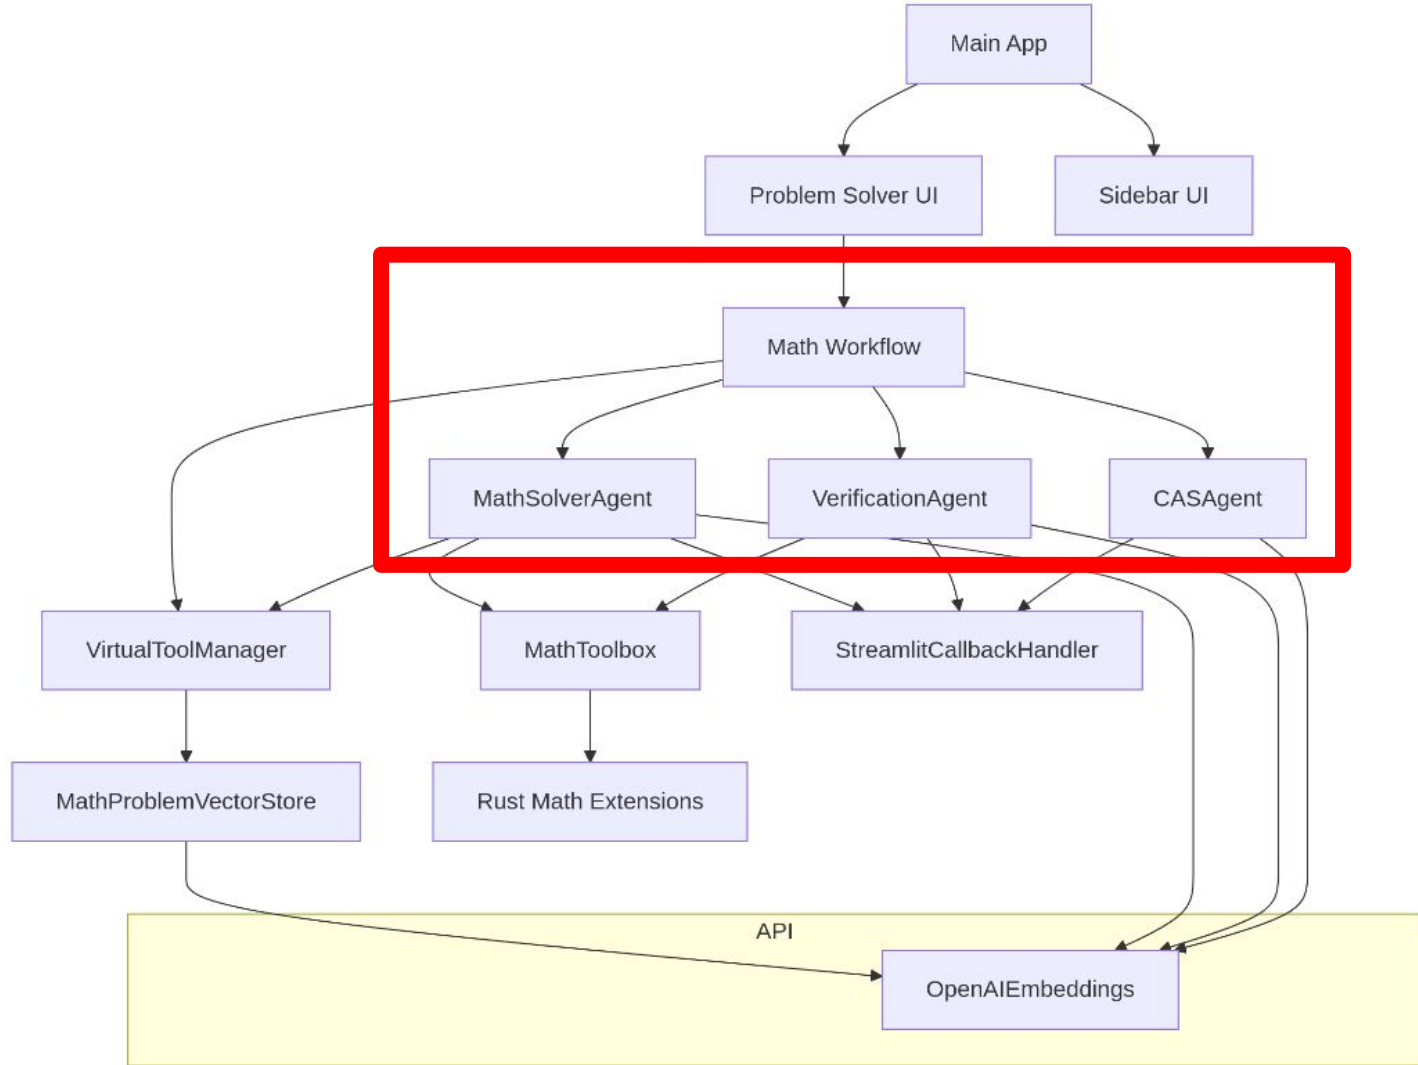 Main App
Problem Solver UI
Sidebar UI
Math Workflow
MathSolverAgent
VerificationAgent
CASAgent
VirtualToolManager
MathToolbox
StreamlitCallbackHandler
MathProblemVectorStore
Rust Math Extensions
API
OpenAIEmbeddings